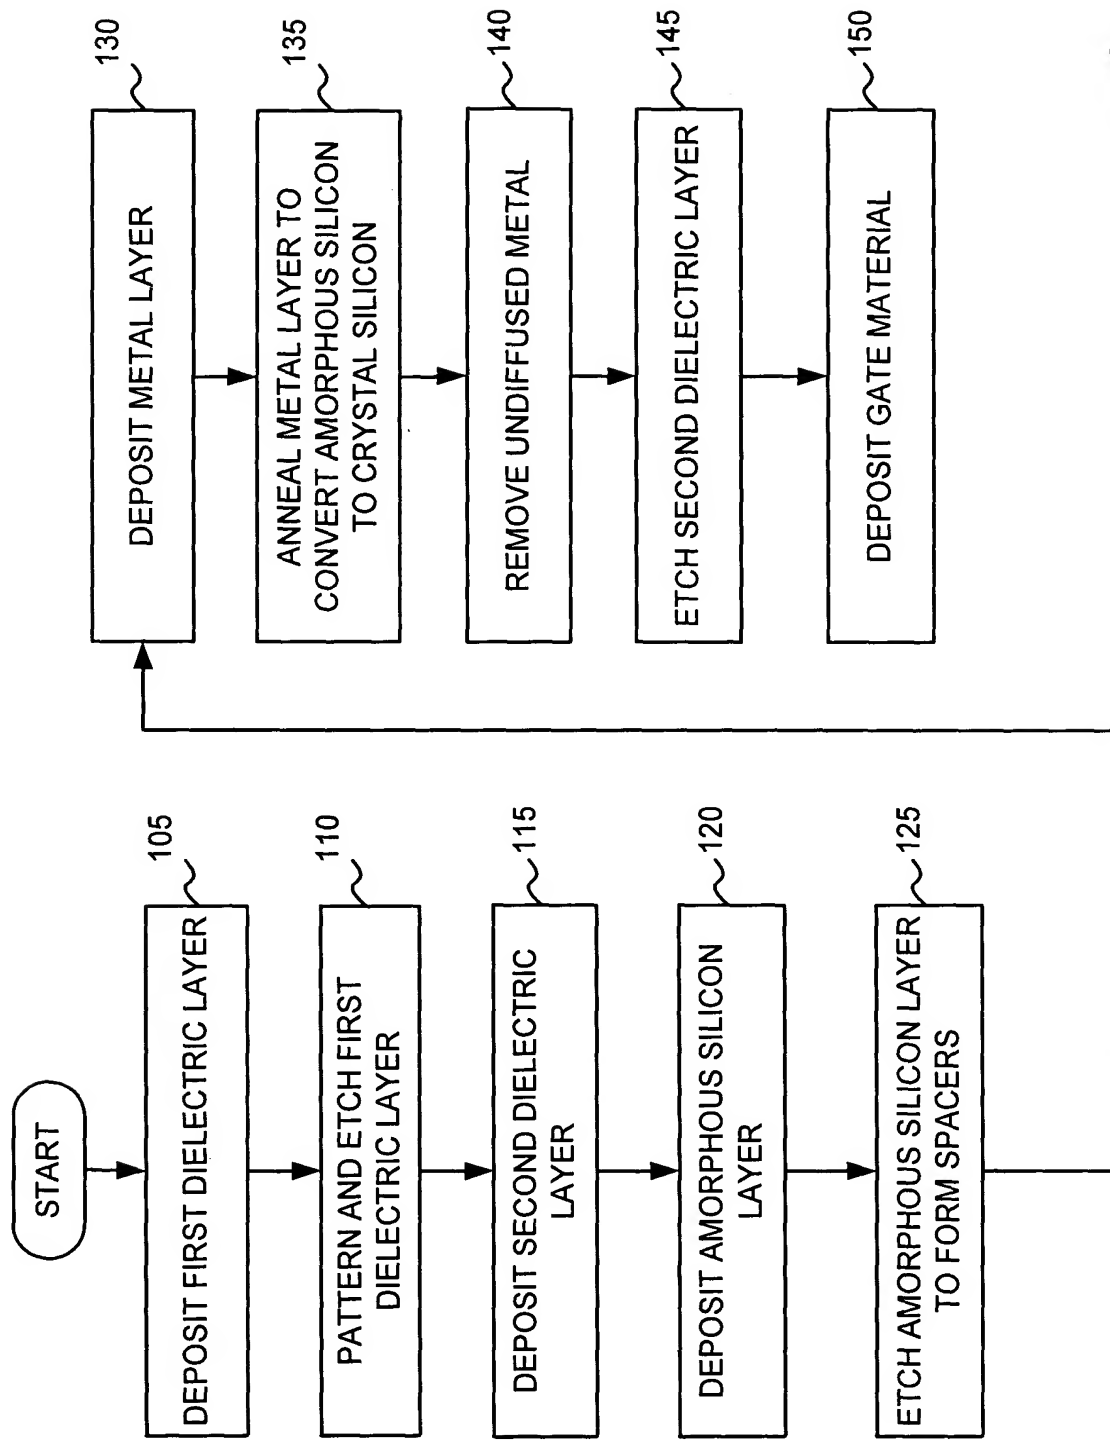 START
DEPOSIT FIRST DIELECTRIC LAYER
105
PATTERN AND ETCH FIRST
DIELECTRIC LAYER
110
DEPOSIT SECOND DIELECTRIC
LAYER
115
DEPOSIT AMORPHOUS SILICON
LAYER
120
ETCH AMORPHOUS SILICON LAYER
TO FORM SPACERS
125
DEPOSIT METAL LAYER
130
ANNEAL METAL LAYER TO
CONVERT AMORPHOUS SILICON
TO CRYSTAL SILICON
135
REMOVE UNDIFFUSED METAL
140
ETCH SECOND DIELECTRIC LAYER
145
DEPOSIT GATE MATERIAL
150